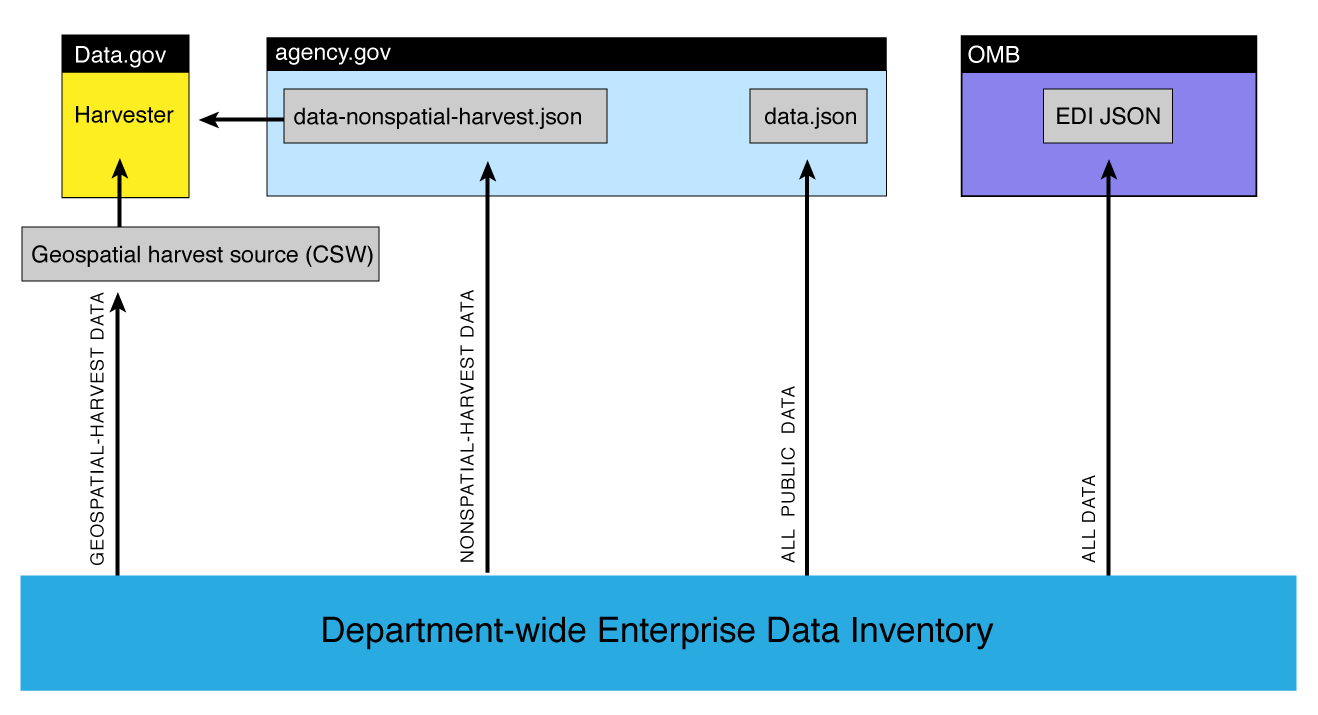 Data.gov
agency.gov
OMB
Harvester
data-nonspatial-harvest.json
data.json
EDI JSON
Geospatial harvest source (CSW)
GEOSPATIAL-HARVEST DATA
NONSPATIAL-HARVEST DATA
ALL PUBLIC DATA
ALL DATA
Department-wide Enterprise Data Inventory